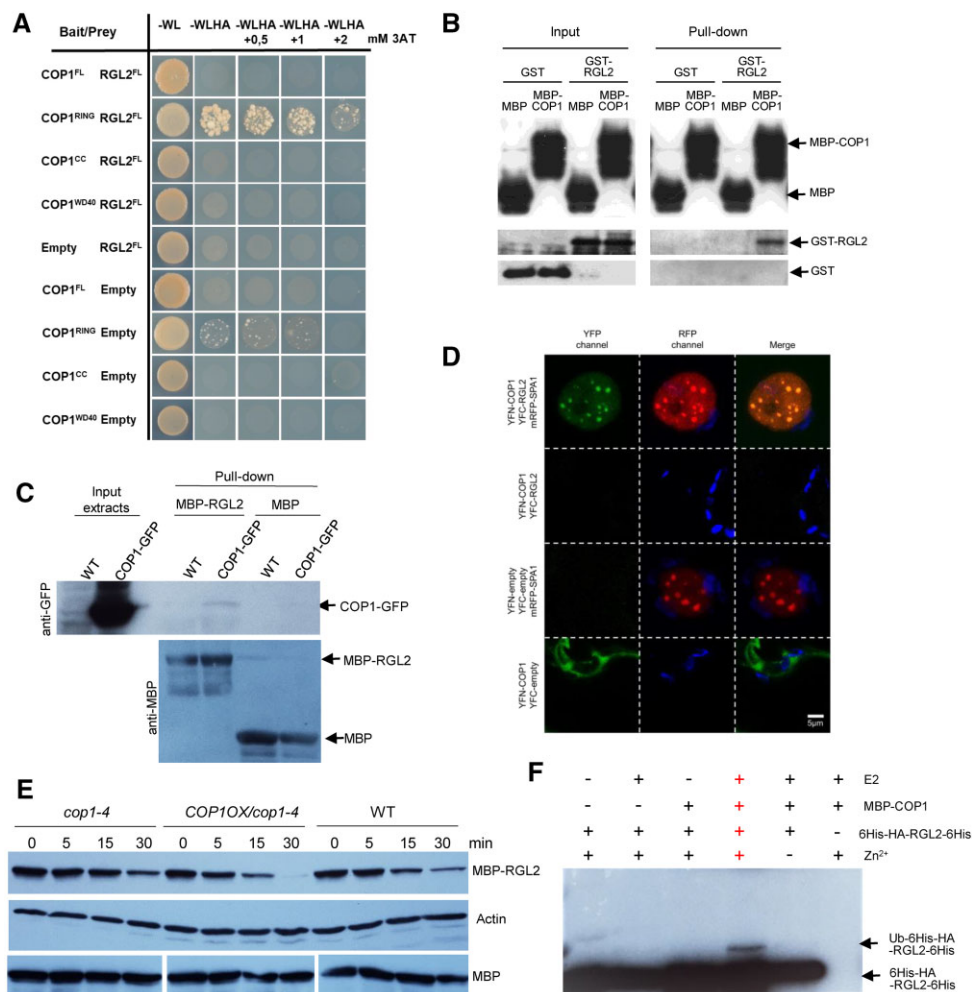 A
Bait/Prey
-WL -WLHA -WLHA -WLHA -WLHA
+0,5 +1 +2 mM 3AT
COP1FL RGL2FL
COP1RING RGL2FL
COP1CC RGL2FL
COP1WD40 RGL2FL
Empty RGL2FL
COP1FL Empty
COP1RING Empty
COP1CC Empty
COP1WD40 Empty
B
Input Pull-down
GST GST-RGL2 GST GST-RGL2
MBP MBP-COP1 MBP MBP-COP1 MBP MBP-COP1 MBP MBP-COP1
MBP-COP1
MBP
GST-RGL2
GST
C
Input extracts
Pull-down
MBP-RGL2 MBP
WT COP1-GFP WT COP1-GFP WT COP1-GFP
anti-GFP
COP1-GFP
anti-MBP
MBP-RGL2
MBP
D
YFP channel RFP channel Merge
YFN-COP1
YFC-RGL2
mRFP-SPA1
YFN-COP1
YFC-RGL2
YFN-empty
YFC-empty
mRFP-SPA1
YFN-COP1
YFC-empty
5µm
E
cop1-4 COP1OX/cop1-4 WT
0 5 15 30 0 5 15 30 0 5 15 30 min
MBP-RGL2
Actin
MBP
F
- + - + + + E2
- - + + + + MBP-COP1
+ + + + + - 6His-HA-RGL2-6His
+ + + + - + Zn2+
Ub-6His-HA
-RGL2-6His
6His-HA
-RGL2-6His